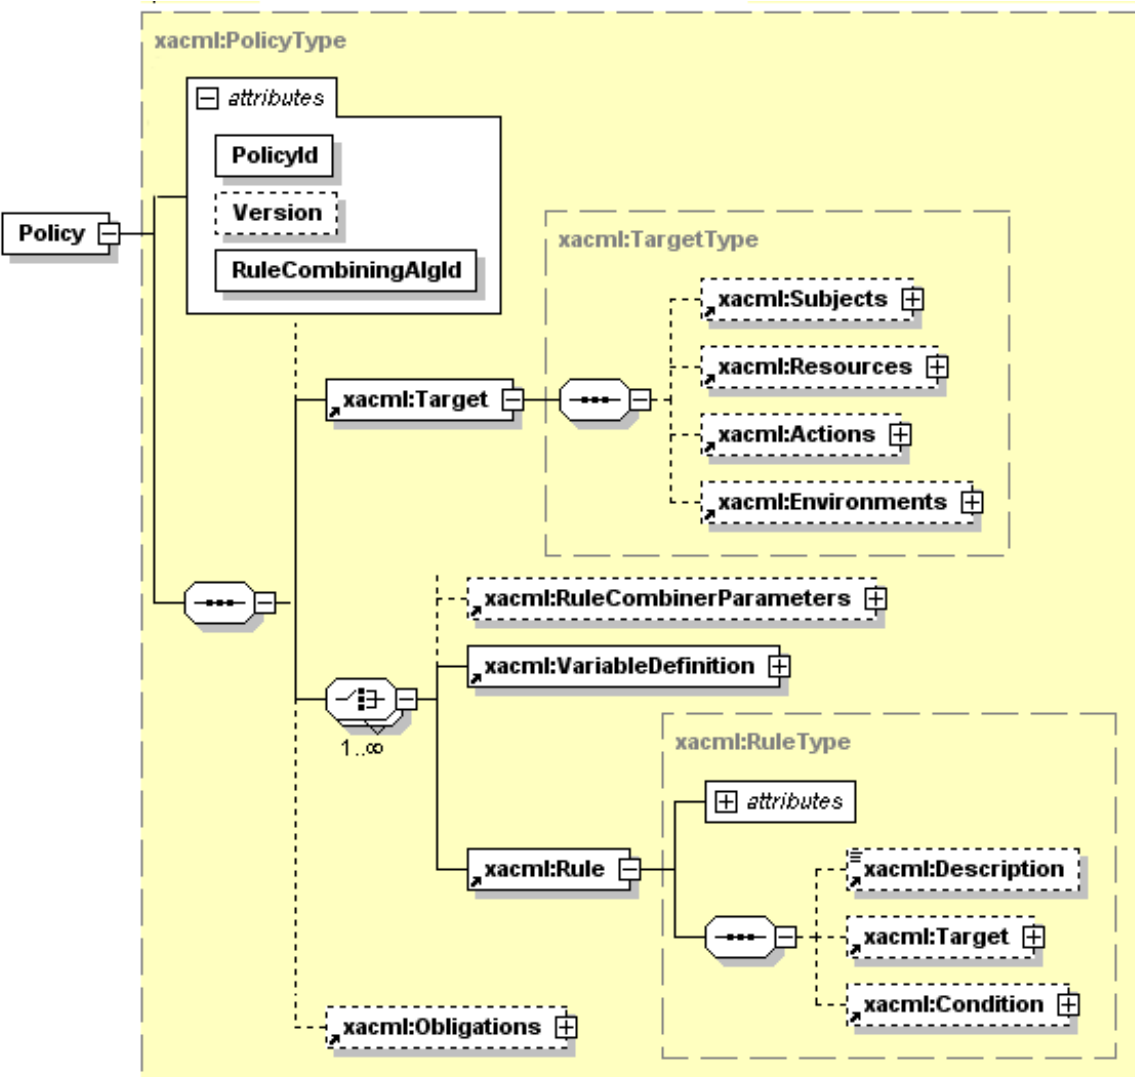 xacml:PolicyType
attributes
PolicyId
Version
RuleCombiningAlgId
Policy
xacml:TargetType
xacml:Subjects
xacml:Resources
xacml:Target
xacml:Actions
xacml:Environments
xacml:RuleCombinerParameters
xacml:VariableDefinition
1..∞
xacml:RuleType
attributes
xacml:Rule
xacml:Description
xacml:Target
xacml:Condition
xacml:Obligations